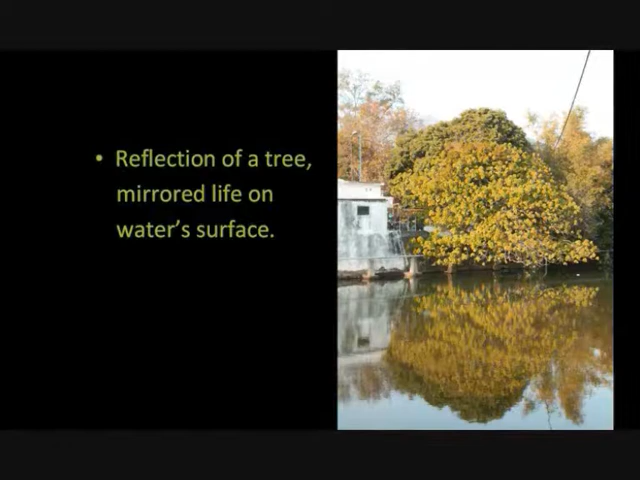 • Reflection of a tree,
mirrored life on
water’s surface.